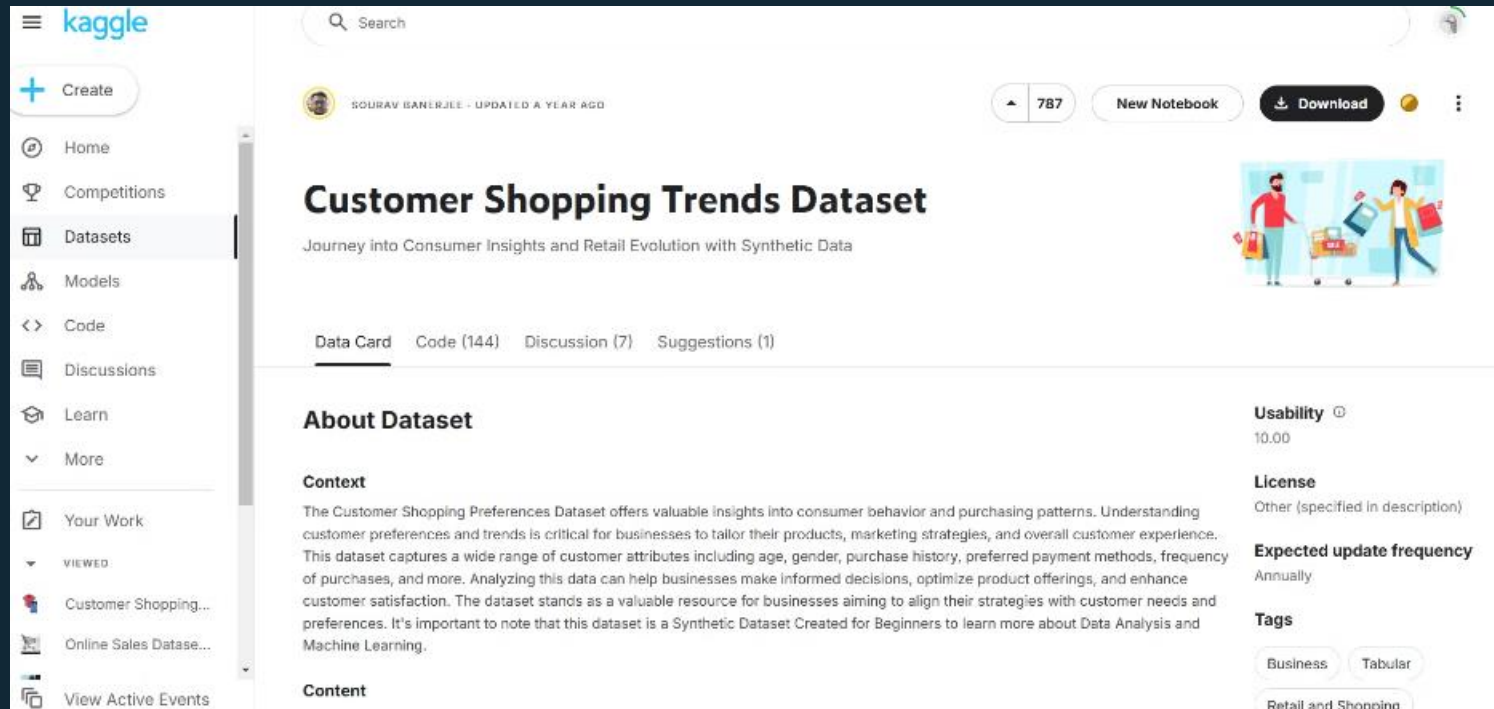 kaggle
Search
Create
Home
Competitions
Datasets
Models
Code
Discussions
Learn
More
Your Work
VIEWED
Customer Shopping...
Online Sales Datase...
View Active Events
SOURAV BANERJEE · UPDATED A YEAR AGO
787
New Notebook
Download
Customer Shopping Trends Dataset
Journey into Consumer Insights and Retail Evolution with Synthetic Data
Data Card Code (144) Discussion (7) Suggestions (1)
About Dataset
Context
The Customer Shopping Preferences Dataset offers valuable insights into consumer behavior and purchasing patterns. Understanding
customer preferences and trends is critical for businesses to tailor their products, marketing strategies, and overall customer experience.
This dataset captures a wide range of customer attributes including age, gender, purchase history, preferred payment methods, frequency
of purchases, and more. Analyzing this data can help businesses make informed decisions, optimize product offerings, and enhance
customer satisfaction. The dataset stands as a valuable resource for businesses aiming to align their strategies with customer needs and
preferences. It's important to note that this dataset is a Synthetic Dataset Created for Beginners to learn more about Data Analysis and
Machine Learning.
Content
Usability
10.00
License
Other (specified in description)
Expected update frequency
Annually
Tags
Business Tabular
Retail and Shopping